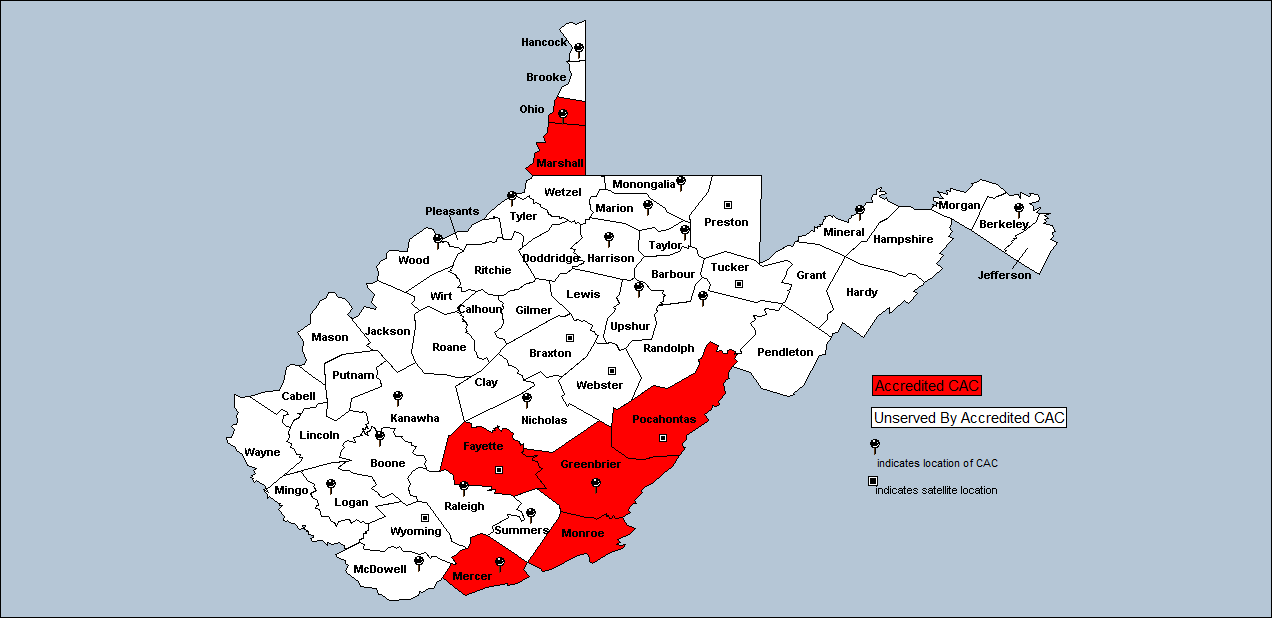 Hancock
Brooke
Ohio
Marshall
Wetzel
Monongalia
Marion
Preston
Pleasants
Tyler
Taylor
Morgan
Berkeley
Mineral
Hampshire
Jefferson
Wood
Ritchie
Doddridge
Harrison
Barbour
Tucker
Grant
Hardy
Wirt
Calhoun
Gilmer
Lewis
Upshur
Randolph
Pendleton
Mason
Jackson
Roane
Braxton
Webster
Putnam
Clay
Cabell
Kanawha
Nicholas
Pocahontas
Lincoln
Wayne
Boone
Fayette
Greenbrier
Mingo
Logan
Raleigh
Wyoming
Summers
Monroe
McDowell
Mercer
Accredited CAC
Unserved By Accredited CAC
indicates location of CAC
indicates satellite location